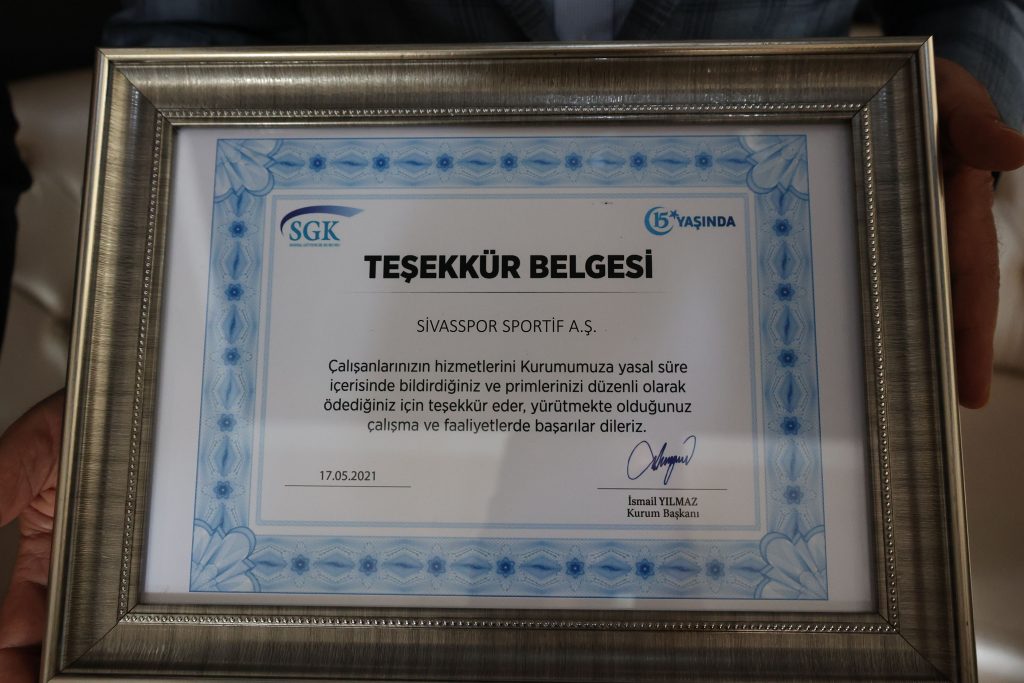 SGK
15 YAŞINDA
TEŞEKKÜR BELGESİ
SİVASSPOR SPORTİF A.Ş.
Çalışanlarınızın hizmetlerini Kurumumuza yasal süre
içerisinde bildirdiğiniz ve primlerinizi düzenli olarak
ödediğiniz için teşekkür eder, yürütmekte olduğunuz
çalışma ve faaliyetlerde başarılar dileriz.
17.05.2021
İsmail YILMAZ
Kurum Başkanı